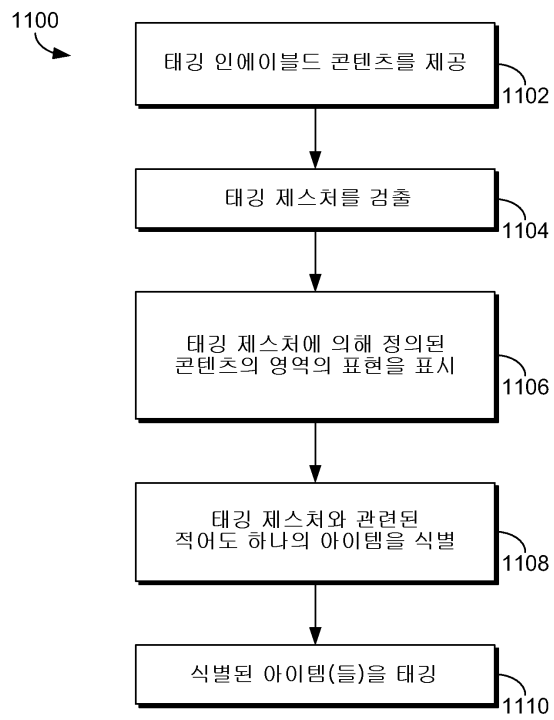 1100
태깅 인에이블드 콘텐츠를 제공
1102
태깅 제스처를 검출
1104
태깅 제스처에 의해 정의된
콘텐츠의 영역의 표현을 표시
1106
태깅 제스처와 관련된
적어도 하나의 아이템을 식별
1108
식별된 아이템(들)을 태깅
1110